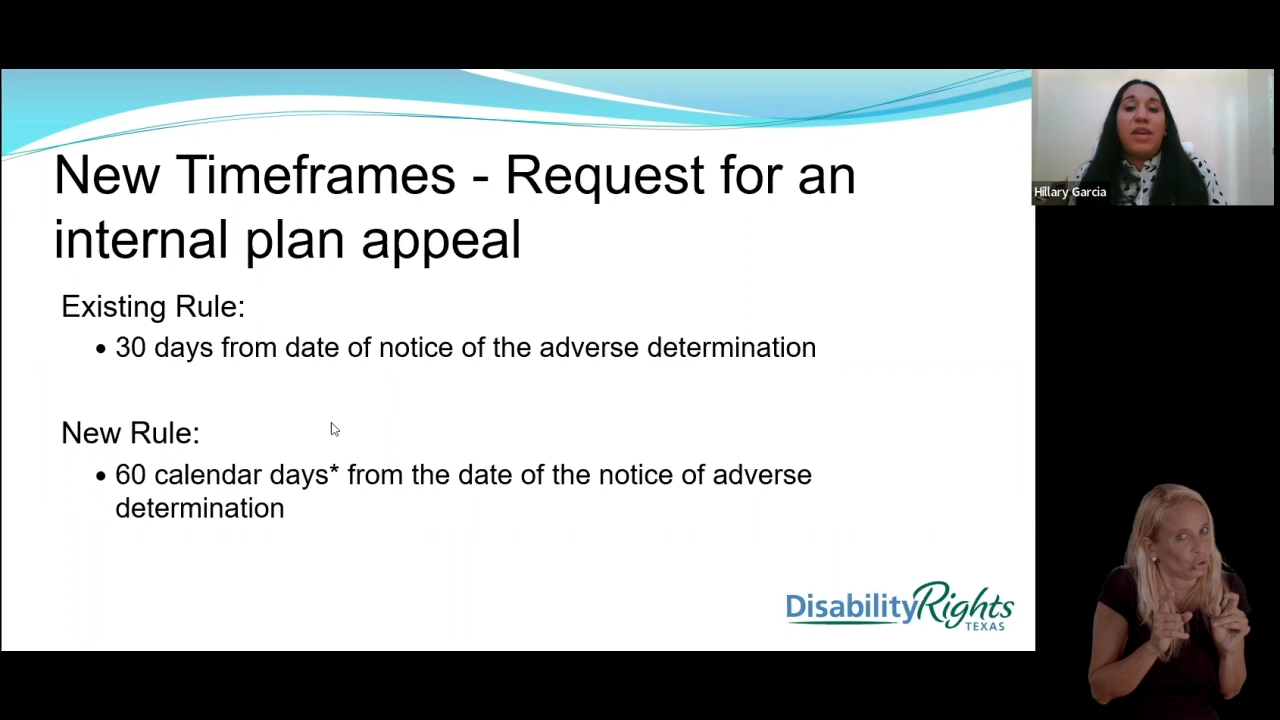 New Timeframes - Request for an
internal plan appeal
Existing Rule:
• 30 days from date of notice of the adverse determination
New Rule:
• 60 calendar days* from the date of the notice of adverse
determination
DisabilityRights
TEXAS
Hillary Garcia